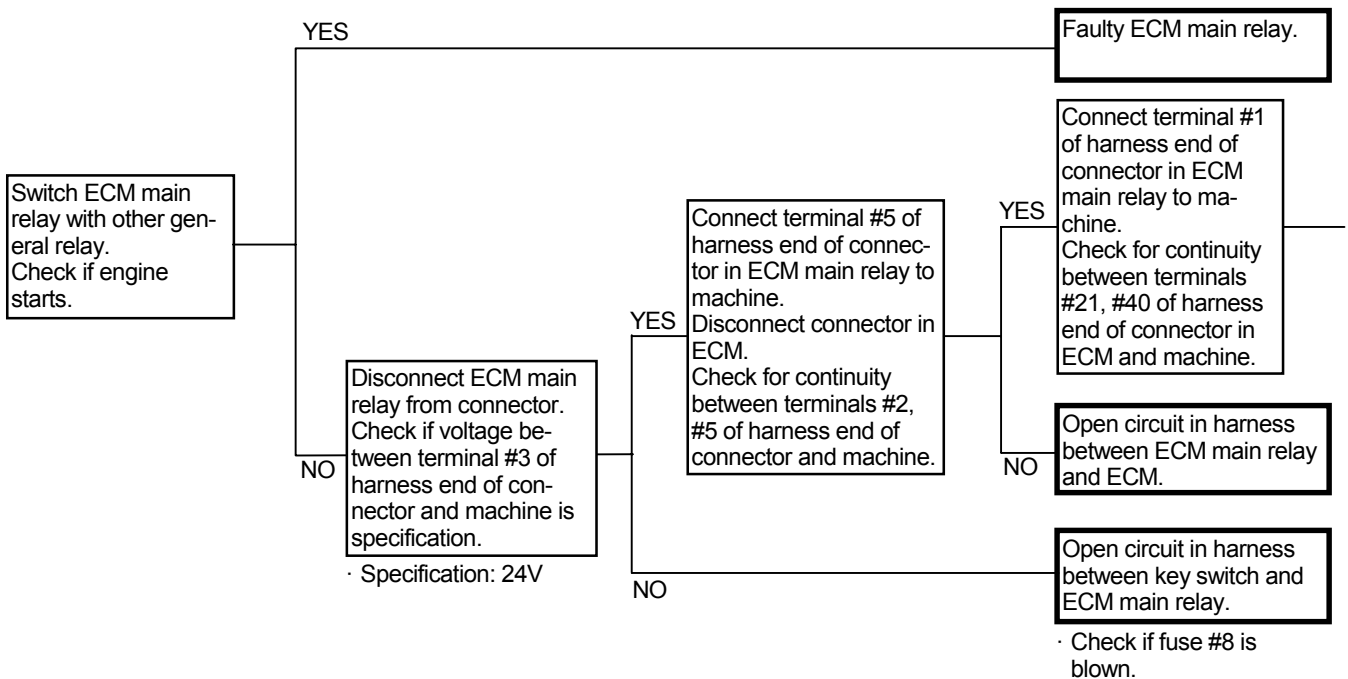 YES
Faulty ECM main relay.
Switch ECM main
relay with other gen-
eral relay.
Check if engine
starts.
NO
Disconnect ECM main
relay from connector.
Check if voltage be-
tween terminal #3 of
harness end of con-
nector and machine is
specification.
· Specification: 24V
YES
Connect terminal #5 of
harness end of connec-
tor in ECM main relay to
machine.
Disconnect connector in
ECM.
Check for continuity
between terminals #2,
#5 of harness end of
connector and machine.
YES
Connect terminal #1
of harness end of
connector in ECM
main relay to ma-
chine.
Check for continuity
between terminals
#21, #40 of harness
end of connector in
ECM and machine.
NO
Open circuit in harness
between ECM main relay
and ECM.
NO
Open circuit in harness
between key switch and
ECM main relay.
· Check if fuse #8 is
blown.